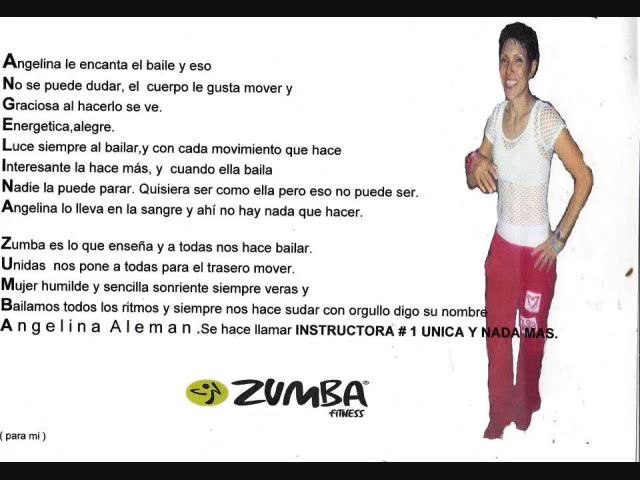 Angelina le encanta el baile y eso
No se puede dudar, el cuerpo le gusta mover y
Graciosa al hacerlo se ve.
Energetica,alegre.
Luce siempre al bailar,y con cada movimiento que hace
Interesante la hace más, y cuando ella baila
Nadie la puede parar. Quisiera ser como ella pero eso no puede ser.
Angelina lo lleva en la sangre y ahí no hay nada que hacer.
Zumba es lo que enseña y a todas nos hace bailar.
Unidas nos pone a todas para el trasero mover.
Mujer humilde y sencilla sonriente siempre veras y
Bailamos todos los ritmos y siempre nos hace sudar con orgullo digo su nombre
Angelina Aleman .Se hace llamar INSTRUCTORA # 1 UNICA Y NADA MAS.
ZUMBA®
FITNESS
( para mi )